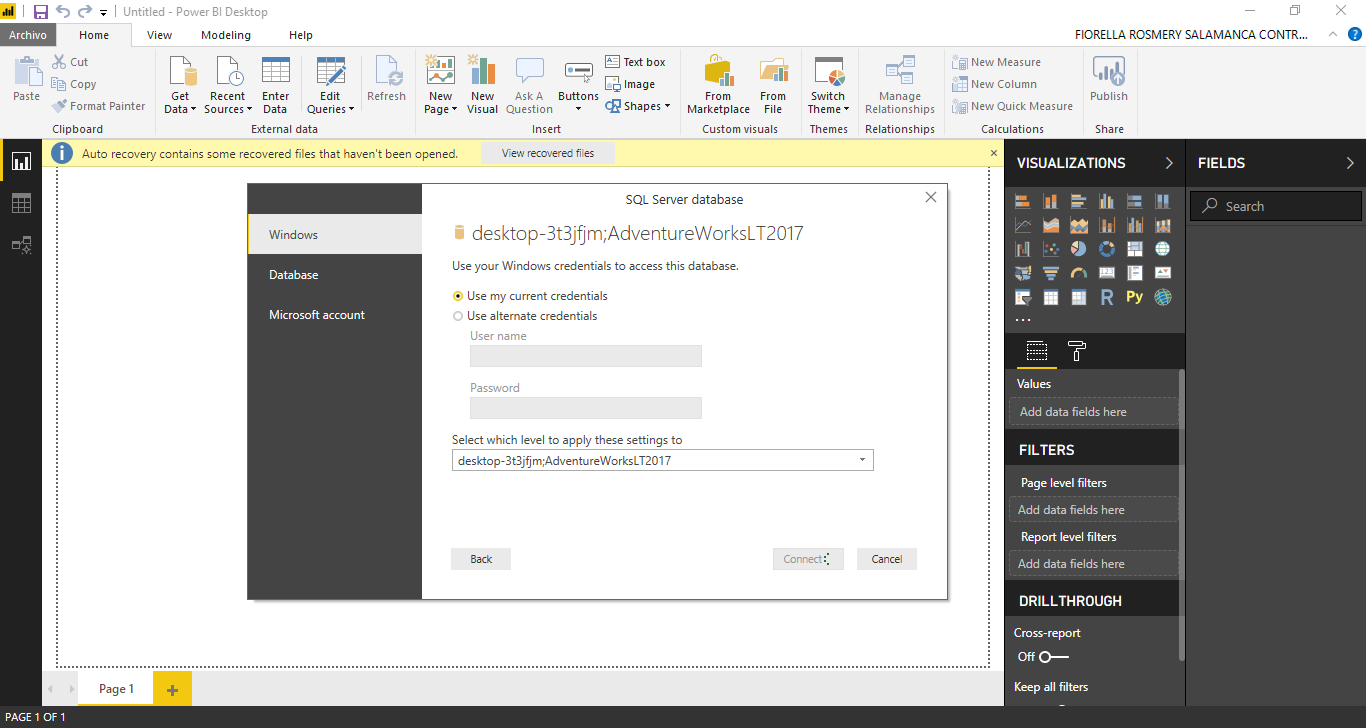 Untitled - Power BI Desktop
Archivo Home View Modeling Help FIORELLA ROSMERY SALAMANCA CONTR... ?
Paste
Cut
Copy
Format Painter
Clipboard
Get Data
Recent Sources
Enter Data
Edit Queries
Refresh
External data
New Page
New Visual
Ask A Question
Buttons
Text box
Image
Shapes
Insert
From Marketplace
From File
Custom visuals
Switch Theme
Themes
Manage Relationships
Relationships
New Measure
New Column
New Quick Measure
Calculations
Publish
Share
Auto recovery contains some recovered files that haven't been opened. View recovered files
SQL Server database
Windows
Database
Microsoft account
desktop-3t3jfjm;AdventureWorksLT2017
Use your Windows credentials to access this database.
Use my current credentials
Use alternate credentials
User name
Password
Select which level to apply these settings to
desktop-3t3jfjm;AdventureWorksLT2017
Back Connect Cancel
VISUALIZATIONS
R Py
...
Values
Add data fields here
FILTERS
Page level filters
Add data fields here
Report level filters
Add data fields here
DRILLTHROUGH
Cross-report
Off
Keep all filters
FIELDS
Search
Page 1 +
PAGE 1 OF 1